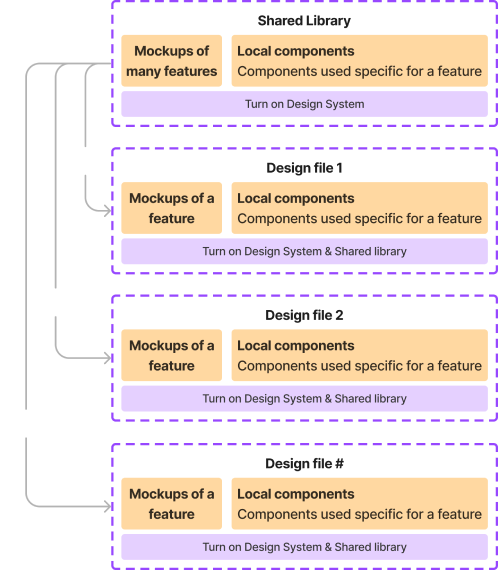 Shared Library
Mockups of
many features
Local components
Components used specific for a feature
Turn on Design System
Design file 1
Mockups of a
feature
Local components
Components used specific for a feature
Turn on Design System & Shared library
Design file 2
Mockups of a
feature
Local components
Components used specific for a feature
Turn on Design System & Shared library
Design file #
Mockups of a
feature
Local components
Components used specific for a feature
Turn on Design System & Shared library